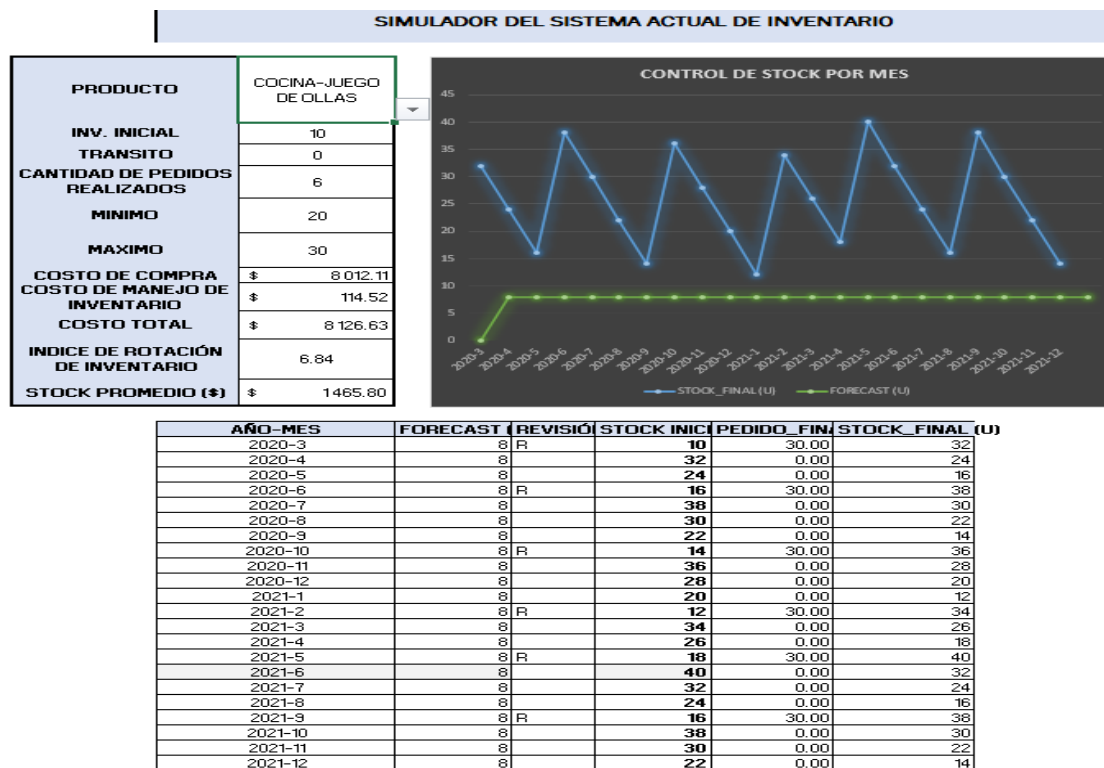 SIMULADOR DEL SISTEMA ACTUAL DE INVENTARIO
PRODUCTO
COCINA-JUEGO
DE OLLAS
INV. INICIAL 10
TRANSITO 0
CANTIDAD DE PEDIDOS
REALIZADOS
6
MINIMO 20
MAXIMO 30
COSTO DE COMPRA $ 8 012.11
COSTO DE MANEJO DE
INVENTARIO
$ 114.52
COSTO TOTAL $ 8 126.63
INDICE DE ROTACIÓN
DE INVENTARIO
6.84
STOCK PROMEDIO ($) $ 1 465.80
CONTROL DE STOCK POR MES
45
40
35
30
25
20
15
10
5
0
2020-3 2020-4 2020-5 2020-6 2020-7 2020-8 2020-9 2020-10 2020-11 2020-12 2021-1 2021-2 2021-3 2021-4 2021-5 2021-6 2021-7 2021-8 2021-9 2021-10 2021-11 2021-12
STOCK_FINAL (U) FORECAST (U)
AÑO-MES FORECAST ( REVISIÓ STOCK INICI PEDIDO_FINA STOCK_FINAL (U)
2020-3 8 R 10 30.00 32
2020-4 8 32 0.00 24
2020-5 8 24 0.00 16
2020-6 8 R 16 30.00 38
2020-7 8 38 0.00 30
2020-8 8 30 0.00 22
2020-9 8 22 0.00 14
2020-10 8 R 14 30.00 36
2020-11 8 36 0.00 28
2020-12 8 28 0.00 20
2021-1 8 20 0.00 12
2021-2 8 R 12 30.00 34
2021-3 8 34 0.00 26
2021-4 8 26 0.00 18
2021-5 8 R 18 30.00 40
2021-6 8 40 0.00 32
2021-7 8 32 0.00 24
2021-8 8 24 0.00 16
2021-9 8 R 16 30.00 38
2021-10 8 38 0.00 30
2021-11 8 30 0.00 22
2021-12 8 22 0.00 14